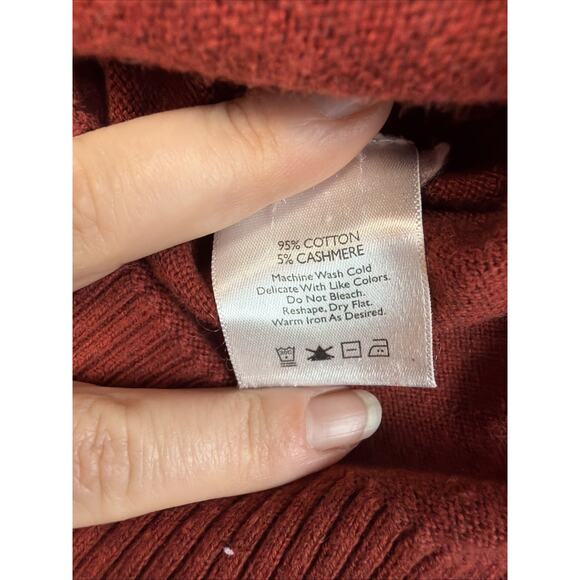 95% COTTON
5% CASHMERE
Machine Wash Cold
Delicate With Like Colors.
Do Not Bleach.
Reshape, Dry Flat.
Warm Iron As Desired.